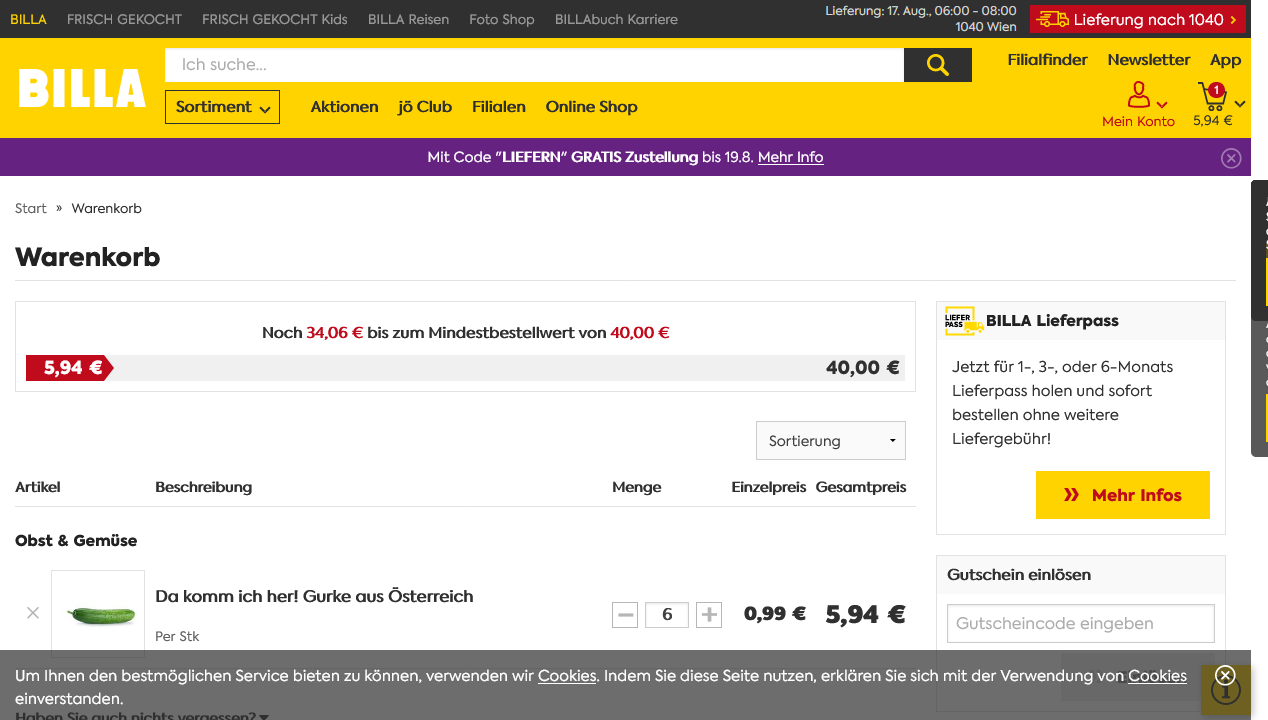 BILLA
FRISCH GEKOCHT
FRISCH GEKOCHT Kids
BILLA Reisen
Foto Shop
BILLAbuch Karriere
Lieferung: 17. Aug., 06:00 - 08:00
1040 Wien
Lieferung nach 1040
BILLA
Ich suche...
Filialfinder
Newsletter
App
Sortiment
Aktionen
jö Club
Filialen
Online Shop
Mein Konto
1
5,94 €
Mit Code "LIEFERN" GRATIS Zustellung bis 19.8. Mehr Info
Start » Warenkorb
Warenkorb
Noch 34,06 € bis zum Mindestbestellwert von 40,00 €
5,94 €
40,00 €
LIEFER
PASS
BILLA Lieferpass
Jetzt für 1-, 3-, oder 6-Monats
Lieferpass holen und sofort
bestellen ohne weitere
Liefergebühr!
Mehr Infos
Sortierung
Artikel
Beschreibung
Menge
Einzelpreis
Gesamtpreis
Obst & Gemüse
Da komm ich her! Gurke aus Österreich
Per Stk
6
0,99 €
5,94 €
Gutschein einlösen
Gutscheincode eingeben
Um Ihnen den bestmöglichen Service bieten zu können, verwenden wir Cookies. Indem Sie diese Seite nutzen, erklären Sie sich mit der Verwendung von Cookies
einverstanden.
Haben Sie auch nichts vergessen?